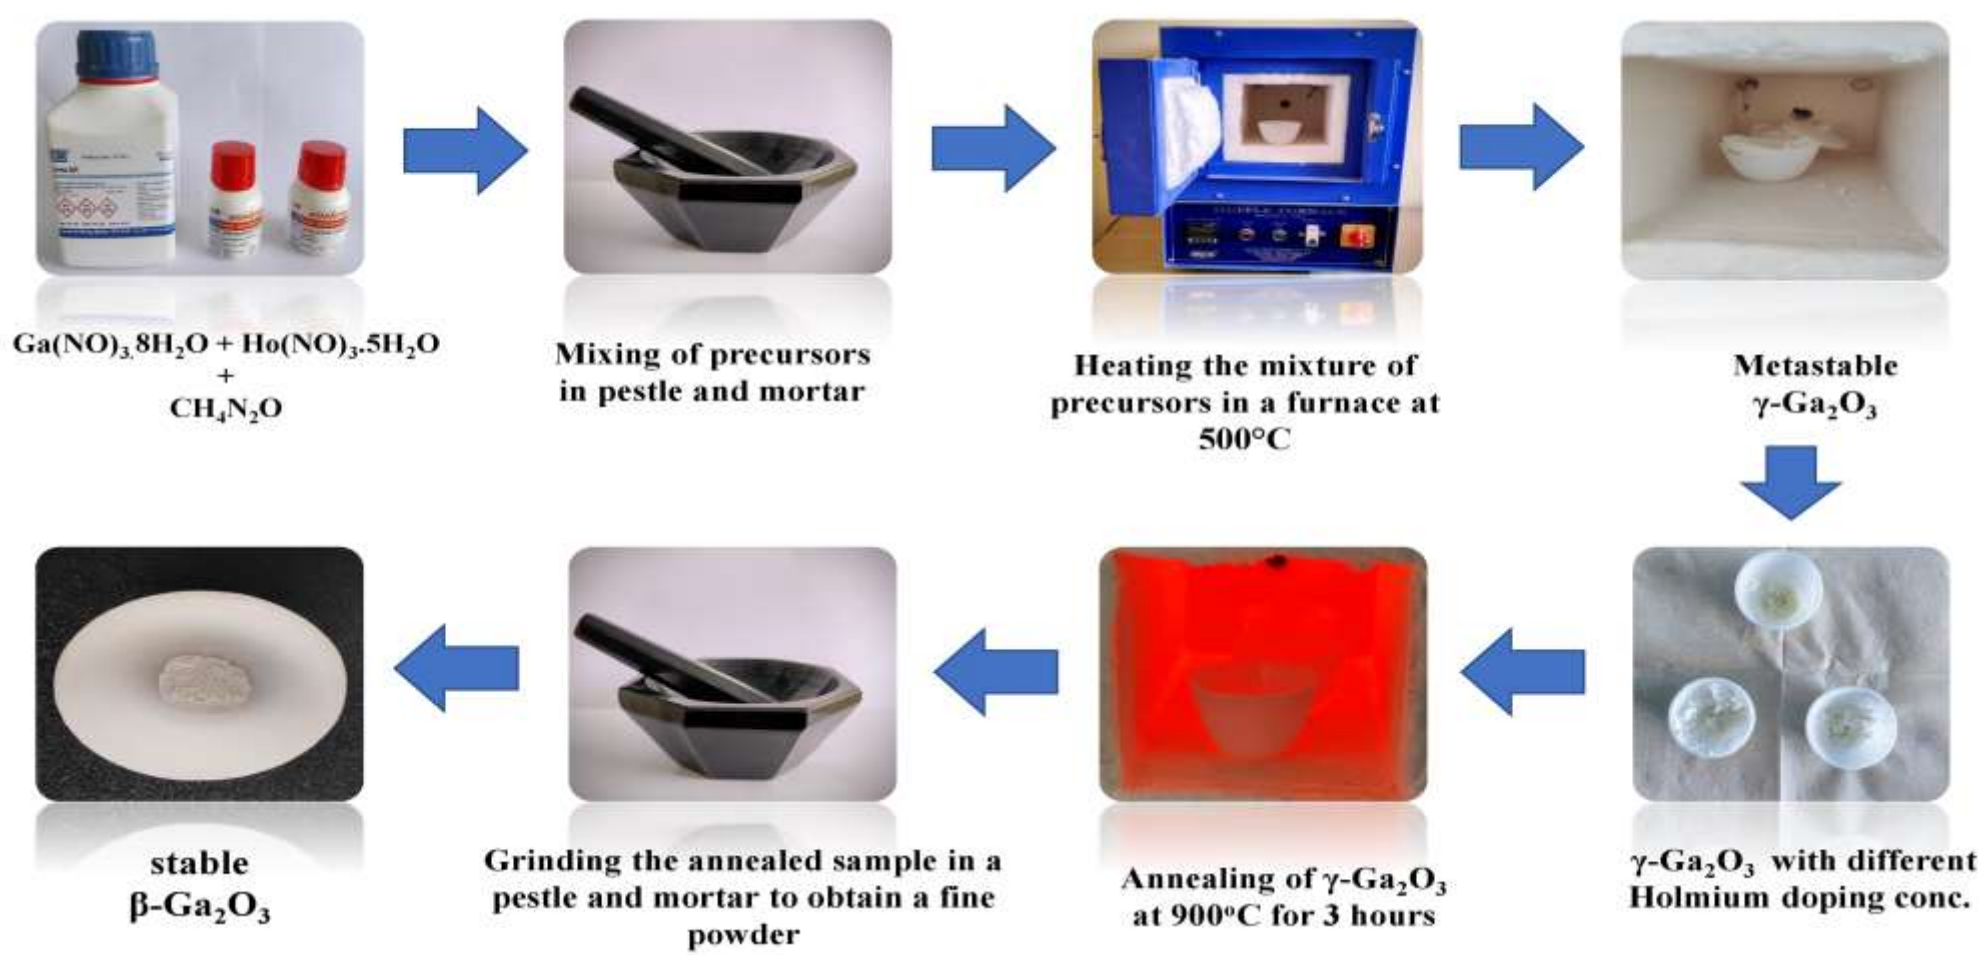 Ga(NO)₃.8H₂O + Ho(NO)₃.5H₂O
+
CH₄N₂O
Mixing of precursors
in pestle and mortar
Heating the mixture of
precursors in a furnace at
500°C
Metastable
γ-Ga₂O₃
γ-Ga₂O₃ with different
Holmium doping conc.
Annealing of γ-Ga₂O₃
at 900°C for 3 hours
Grinding the annealed sample in a
pestle and mortar to obtain a fine
powder
stable
β-Ga₂O₃